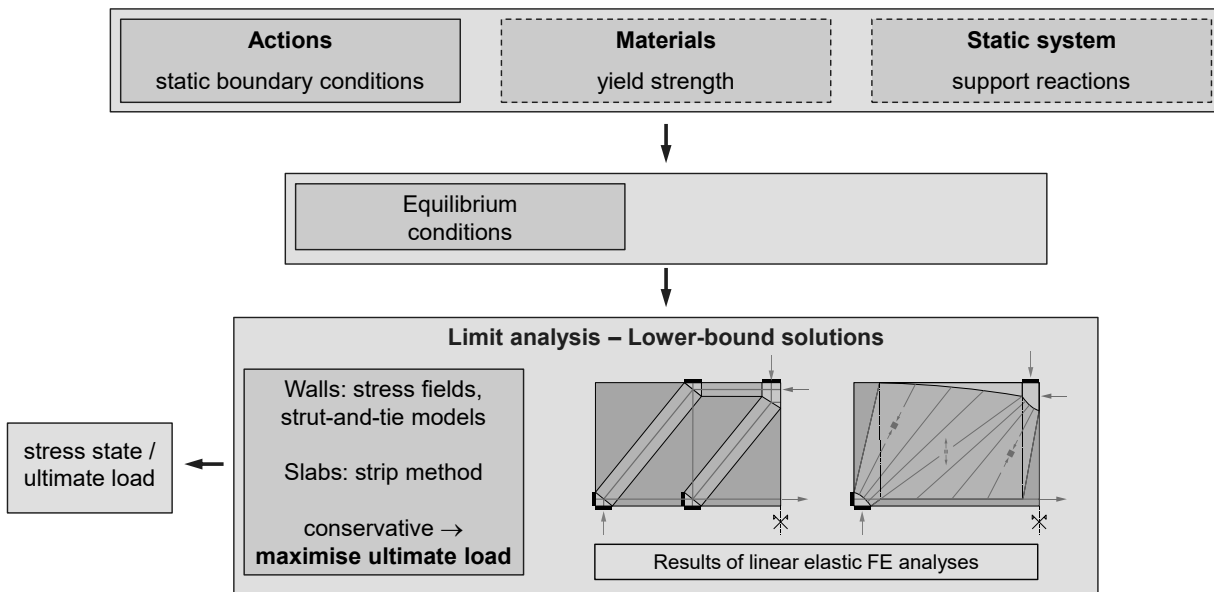 Actions
static boundary conditions
Materials
yield strength
Static system
support reactions
Equilibrium
conditions
Limit analysis – Lower-bound solutions
Walls: stress fields,
strut-and-tie models
Slabs: strip method
conservative →
maximise ultimate load
stress state /
ultimate load
Results of linear elastic FE analyses